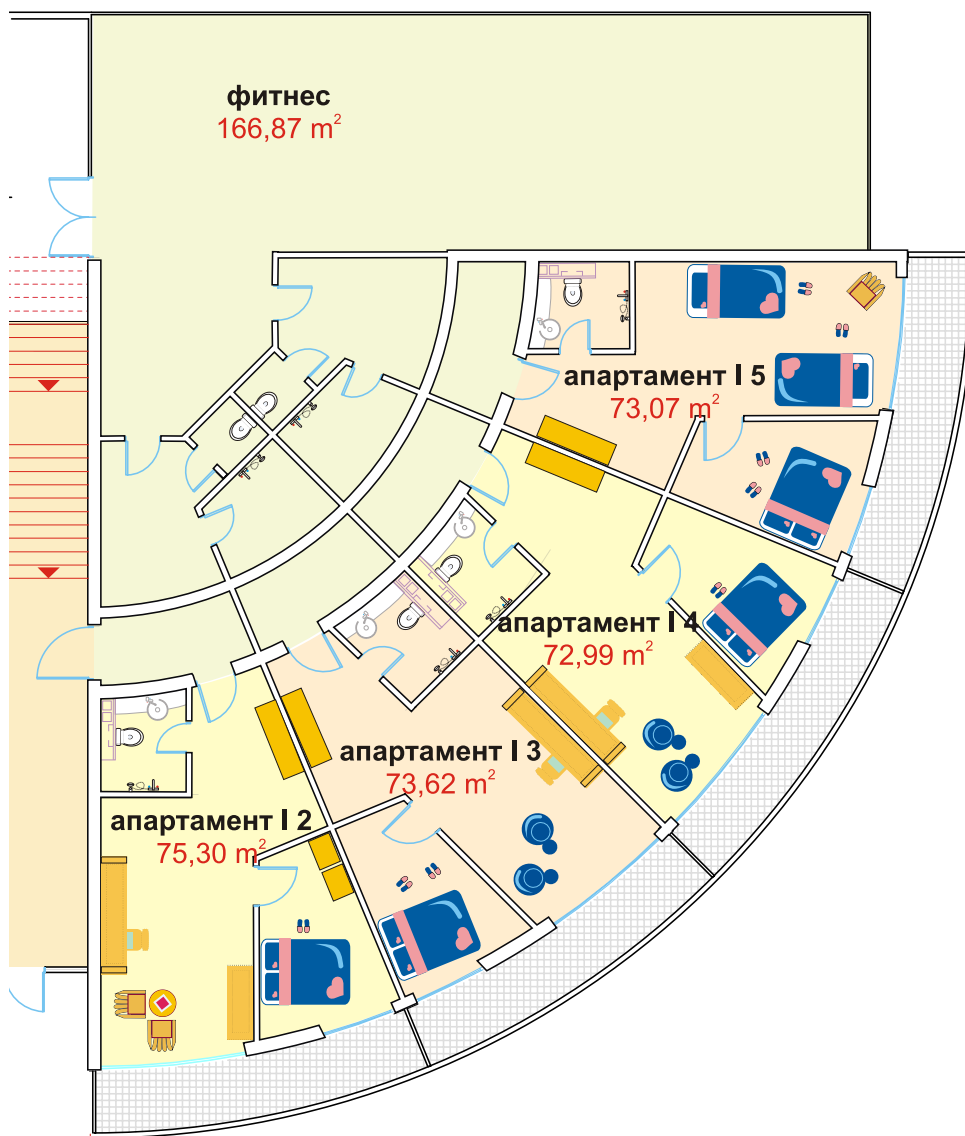 фитнес
166,87 m²
апартамент I 5
73,07 m²
апартамент I 4
72,99 m²
апартамент I 3
73,62 m²
апартамент I 2
75,30 m²